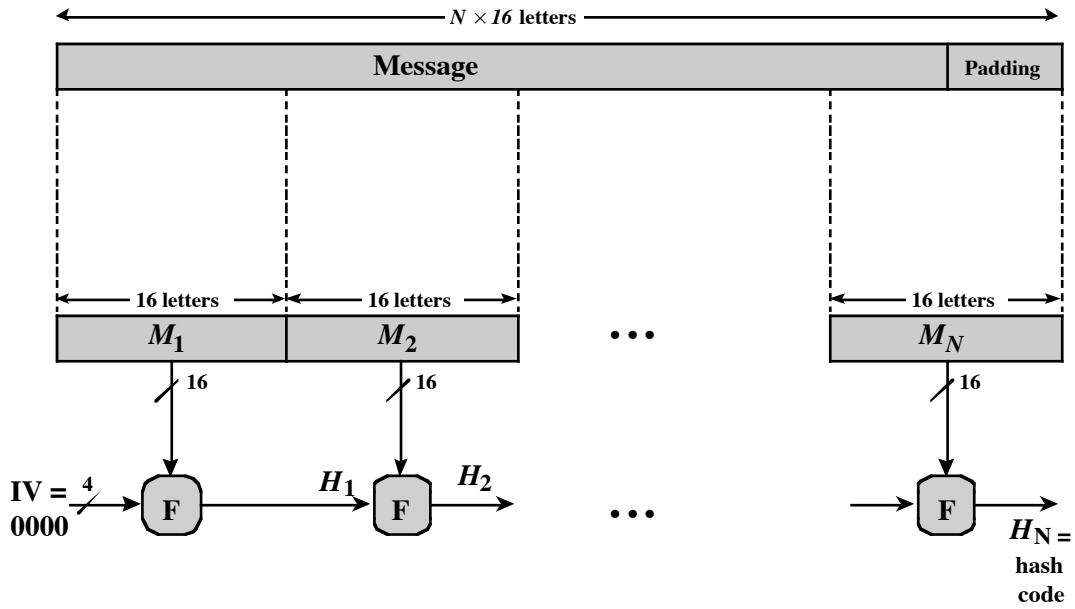 N × 16 letters
Message
Padding
16 letters
16 letters
16 letters
M1
M2
• • •
MN
16
16
16
IV =
0000
4
F
H1
F
H2
• • •
F
HN =
hash
code